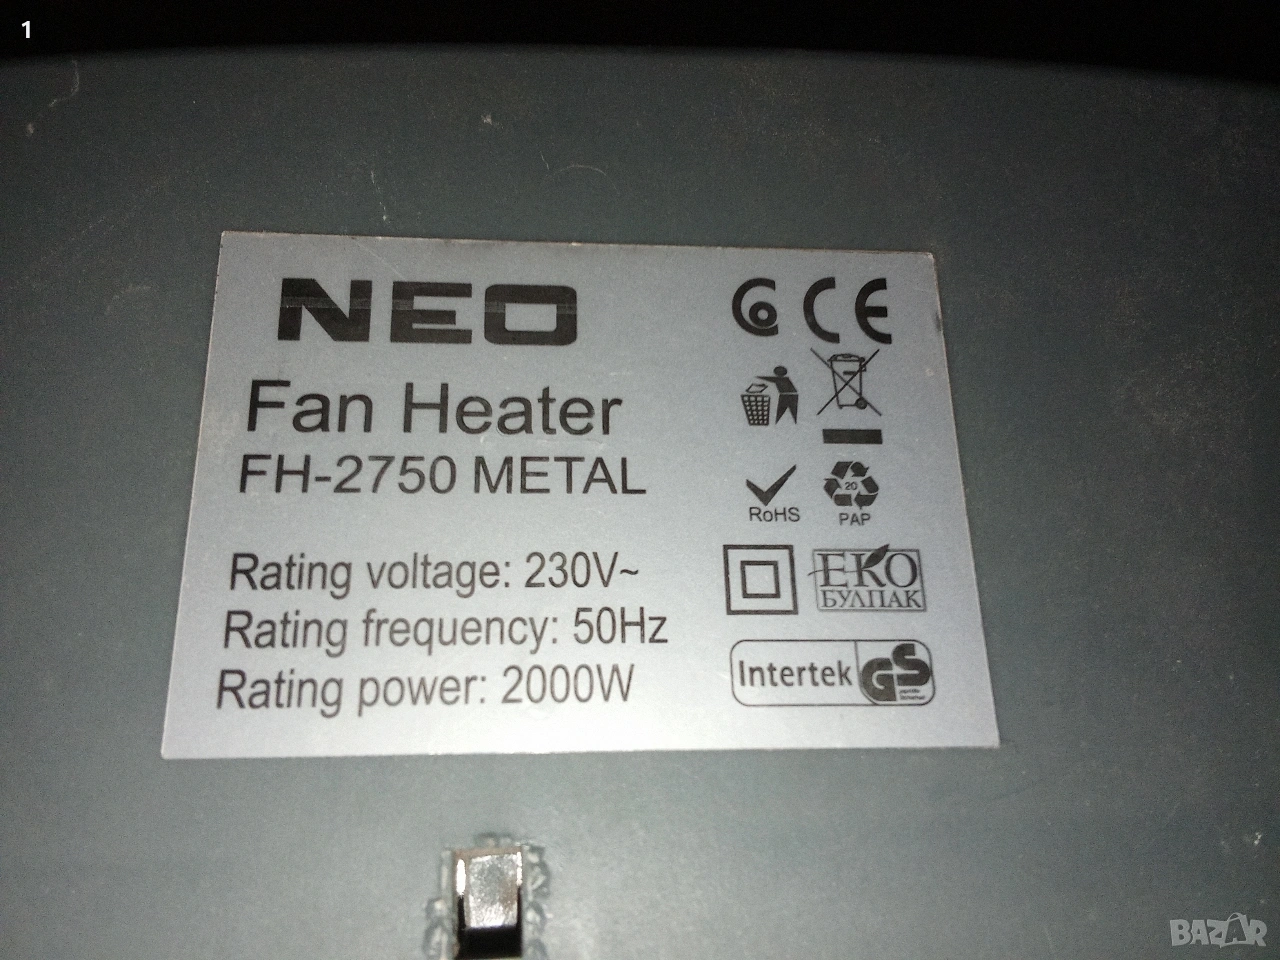 1
NEO
Fan Heater
FH-2750 METAL
Rating voltage: 230V~
Rating frequency: 50Hz
Rating power: 2000W
CE
RoHS
20
PAP
ЕКО
БУЛПАК
Intertek
GS
BAZAR